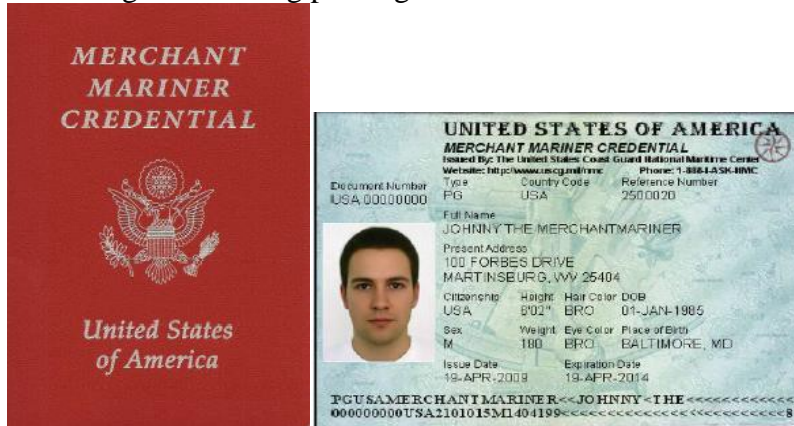 MERCHANT
MARINER
CREDENTIAL
United States
of America
UNITED STATES OF AMERICA
MERCHANT MARINER CREDENTIAL
Issued By: The United States Coast Guard National Maritime Center
Website: http://www.uscg.mil/nmc Phone: 1-888-I-ASK-NMC
Document Number Type Country Code Reference Number
USA 00000000 PG USA 2500020
Full Name
JOHNNY THE MERCHANTMARINER
Present Address
100 FORBES DRIVE
MARTINSBURG, WV 25404
Citizenship Height Hair Color DOB
USA 6'02" BRO 01-JAN-1985
Sex Weight Eye Color Place of Birth
M 180 BRO BALTIMORE, MD
Issue Date Expiration Date
19-APR-2009 19-APR-2014
PGUSAMERCHANTMARINER<<JOHNNY<THE<<<<<<<<<<<<
000000000USA2101015M1404199<<<<<<<<<<<<<<<<8